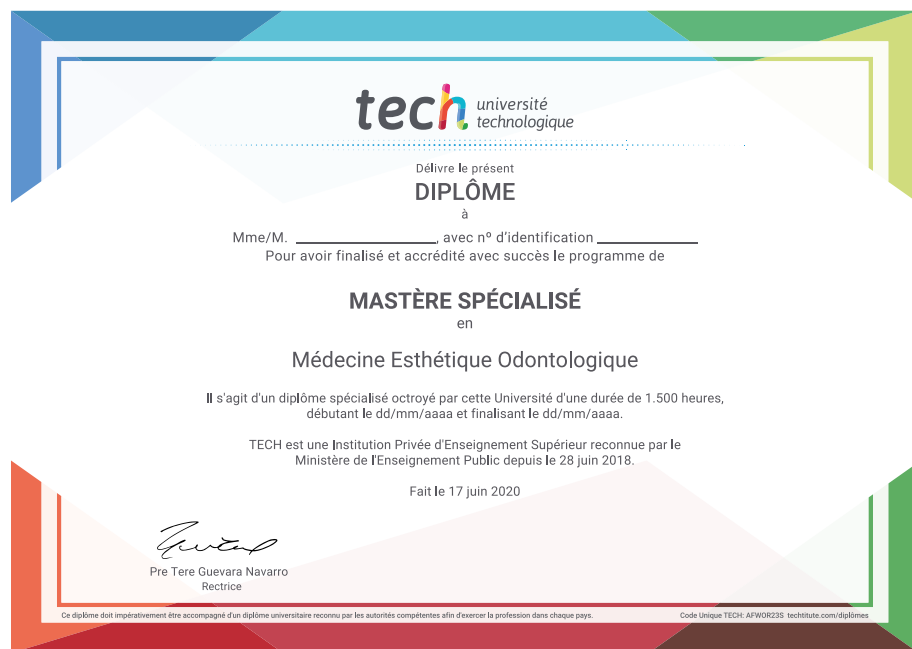 tech université
technologique
Délivre le présent
DIPLÔME
à
Mme/M. ____________, avec nº d'identification ____________
Pour avoir finalisé et accrédité avec succès le programme de
MASTÈRE SPÉCIALISÉ
en
Médecine Esthétique Odontologique
Il s'agit d'un diplôme spécialisé octroyé par cette Université d'une durée de 1.500 heures,
débutant le dd/mm/aaaa et finalisant le dd/mm/aaaa.
TECH est une Institution Privée d'Enseignement Supérieur reconnue par le
Ministère de l'Enseignement Public depuis le 28 juin 2018.
Fait le 17 juin 2020
Pre Tere Guevara Navarro
Rectrice
Ce diplôme doit impérativement être accompagné d'un diplôme universitaire reconnu par les autorités compétentes afin d'exercer la profession dans chaque pays.
Code Unique TECH: AFWOR23S techtitute.com/diplômes